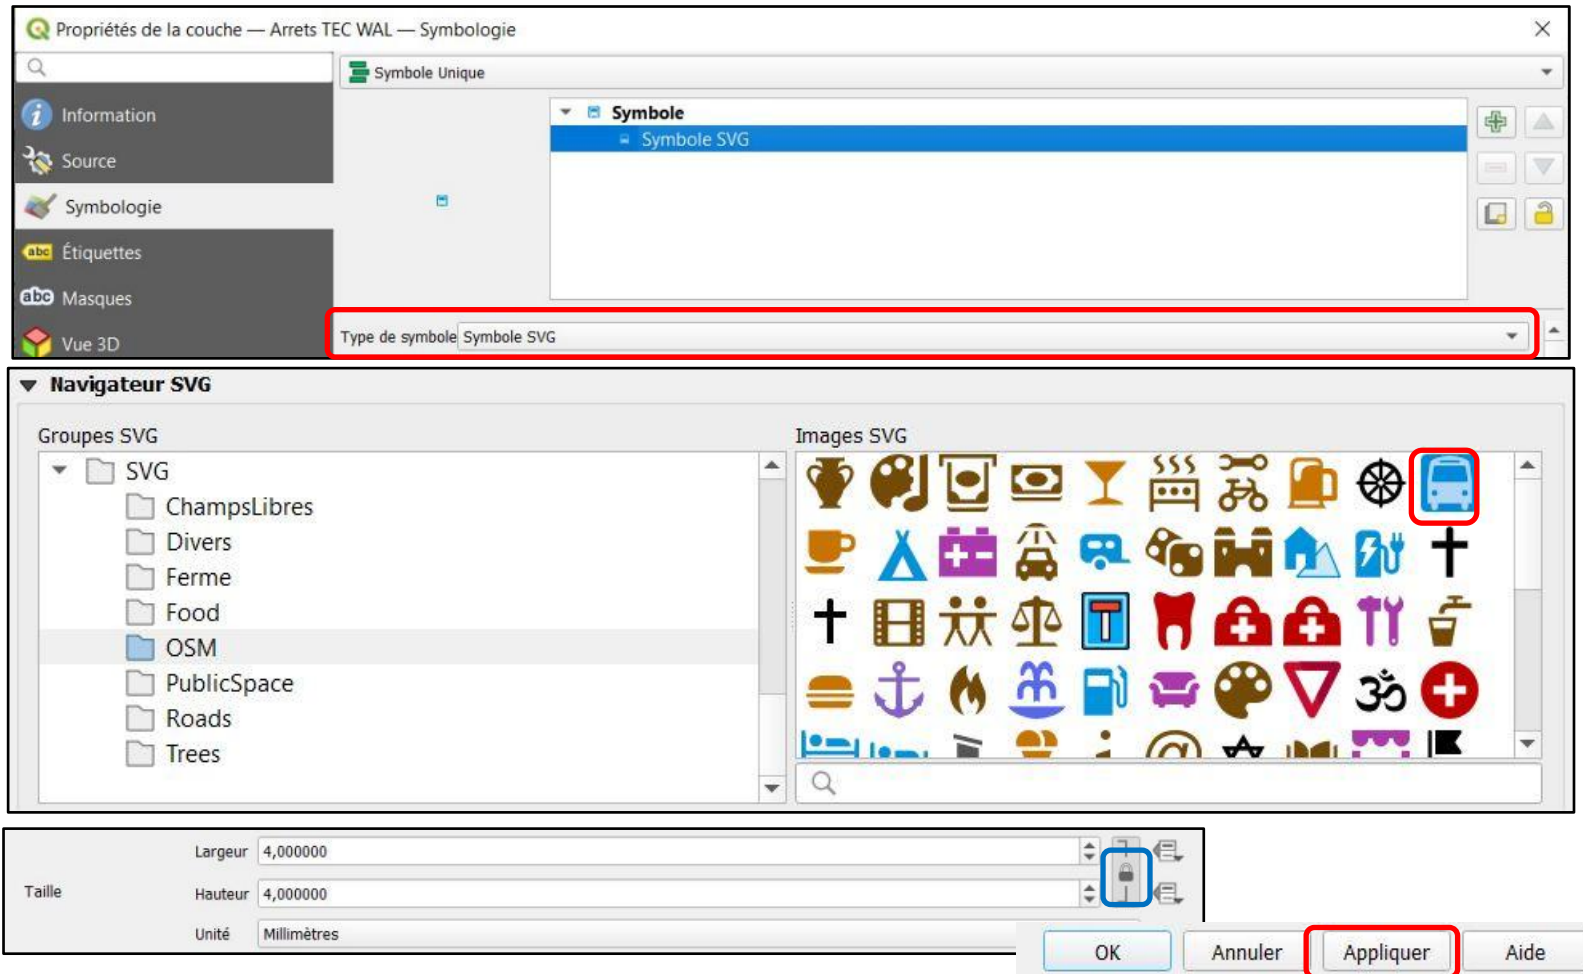 Propriétés de la couche — Arrets TEC WAL — Symbologie
Symbole Unique
Information
Source
Symbologie
abc Étiquettes
abc Masques
Vue 3D
Symbole
Symbole SVG
Type de symbole Symbole SVG
Navigateur SVG
Groupes SVG
SVG
ChampsLibres
Divers
Ferme
Food
OSM
PublicSpace
Roads
Trees
Images SVG
Taille
Largeur 4,000000
Hauteur 4,000000
Unité Millimètres
OK Annuler Appliquer Aide